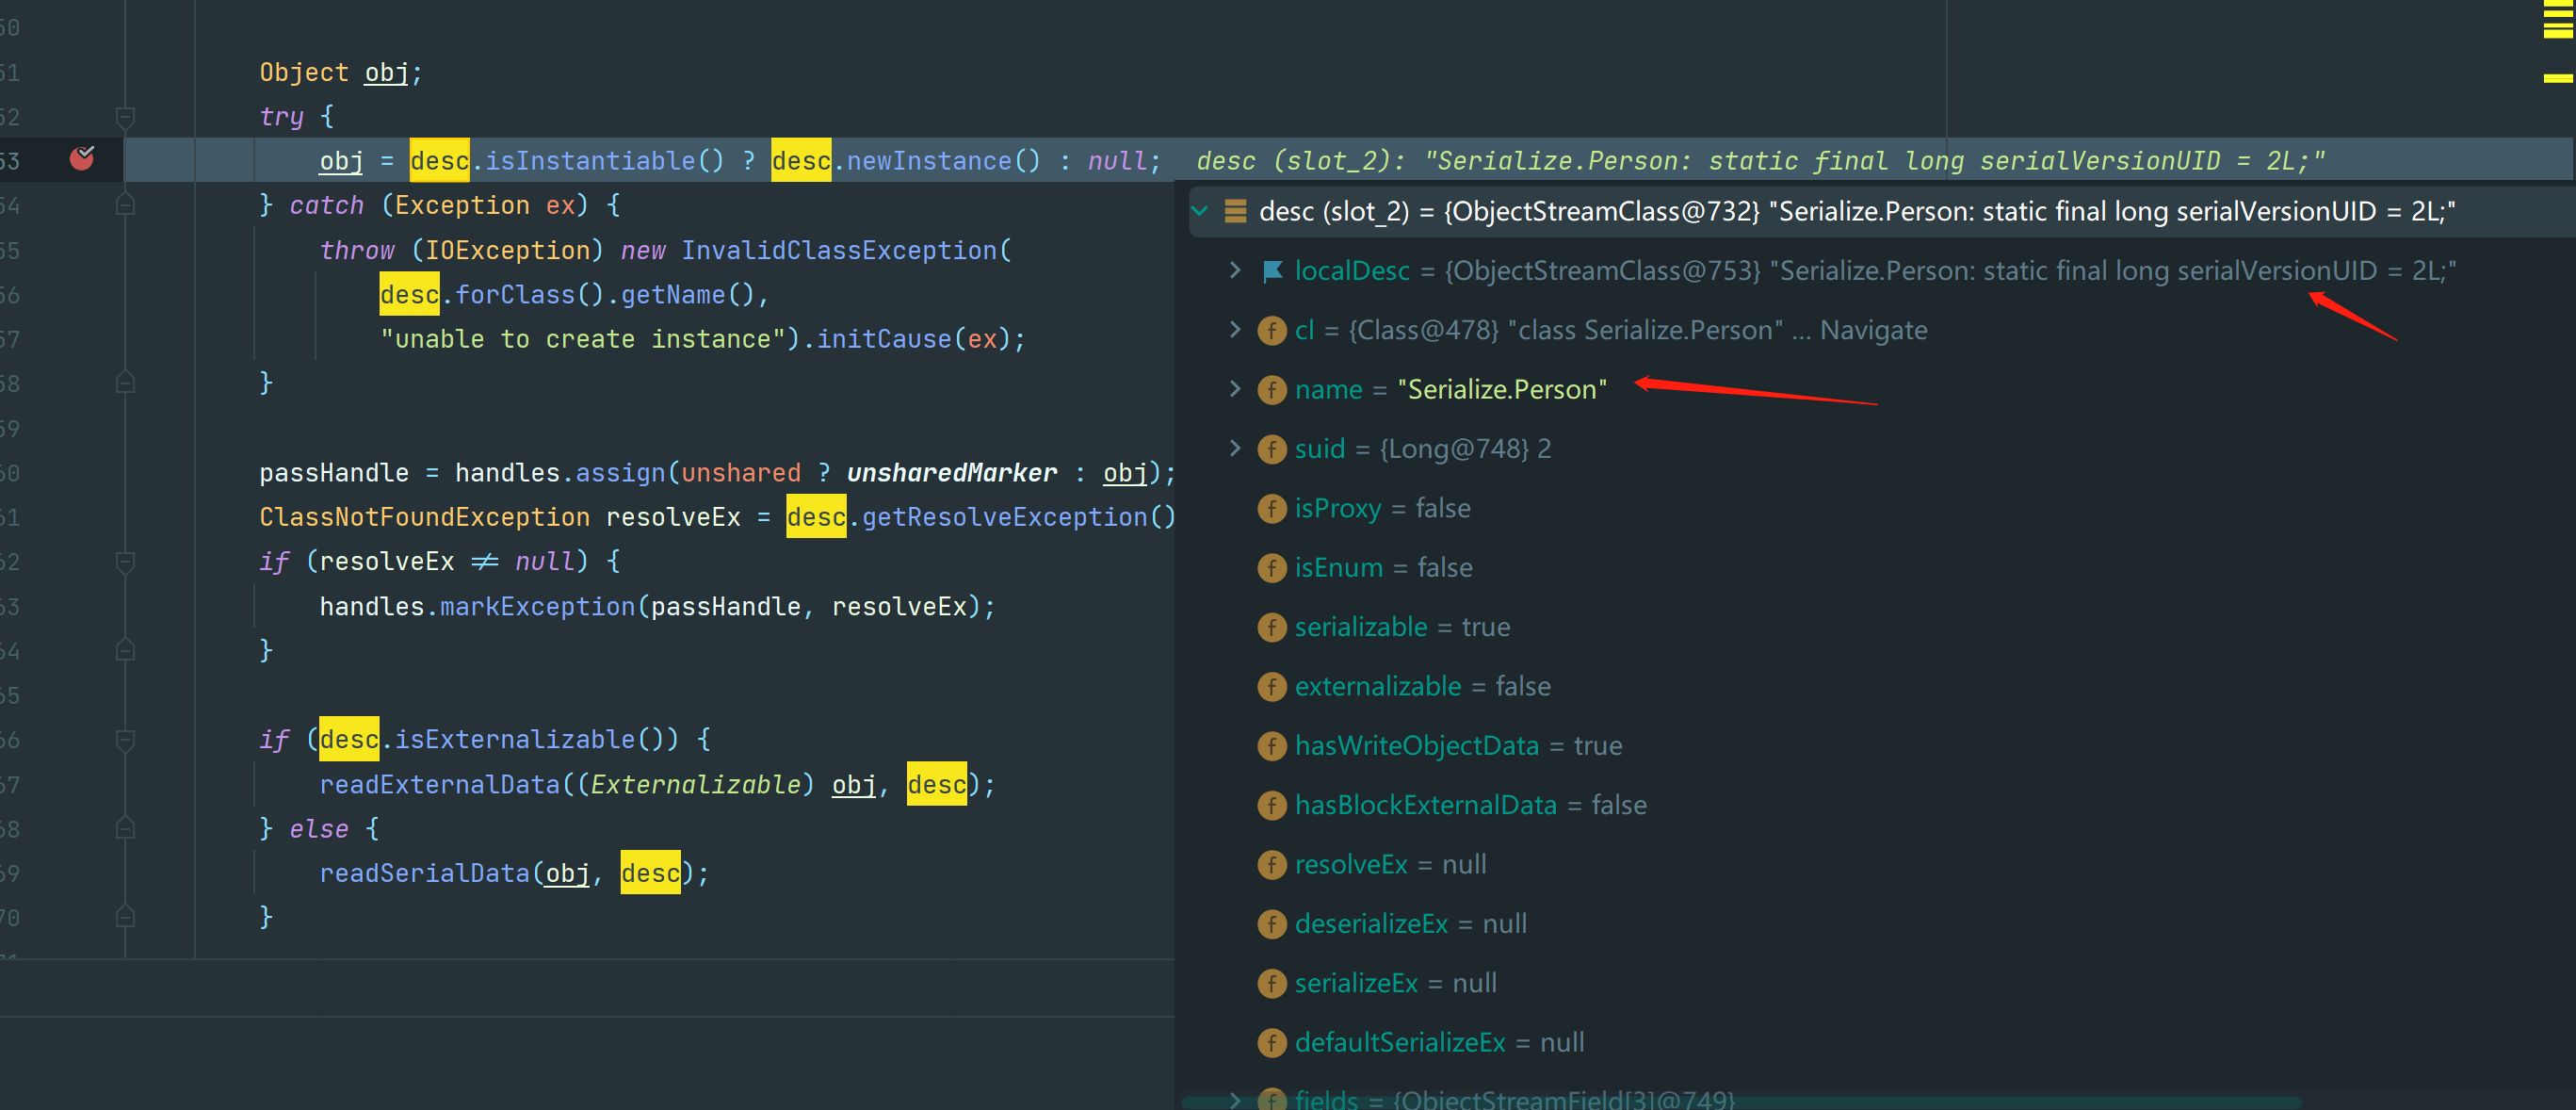 50
51 Object obj;
52 try {
53 obj = desc.isInstantiable() ? desc.newInstance() : null; desc (slot_2): "Serialize.Person: static final long serialVersionUID = 2L;"
54 } catch (Exception ex) {
55 throw (IOException) new InvalidClassException(
56 desc.forClass().getName(),
57 "unable to create instance").initCause(ex);
58 }
59
60 passHandle = handles.assign(unshared ? unsharedMarker : obj);
61 ClassNotFoundException resolveEx = desc.getResolveException()
62 if (resolveEx ≠ null) {
63 handles.markException(passHandle, resolveEx);
64 }
65
66 if (desc.isExternalizable()) {
67 readExternalData((Externalizable) obj, desc);
68 } else {
69 readSerialData(obj, desc);
70 }
desc (slot_2) = {ObjectStreamClass@732} "Serialize.Person: static final long serialVersionUID = 2L;"
localDesc = {ObjectStreamClass@753} "Serialize.Person: static final long serialVersionUID = 2L;"
cl = {Class@478} "class Serialize.Person" ... Navigate
name = "Serialize.Person"
suid = {Long@748} 2
isProxy = false
isEnum = false
serializable = true
externalizable = false
hasWriteObjectData = true
hasBlockExternalData = false
resolveEx = null
deserializeEx = null
serializeEx = null
defaultSerializeEx = null
fields = {ObjectStreamField[3]@749}